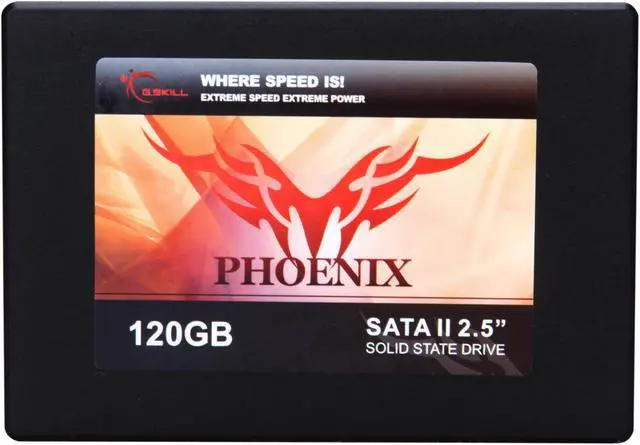 G.SKILL
WHERE SPEED IS!
EXTREME SPEED EXTREME POWER
PHOENIX
120GB
SATA II 2.5”
SOLID STATE DRIVE